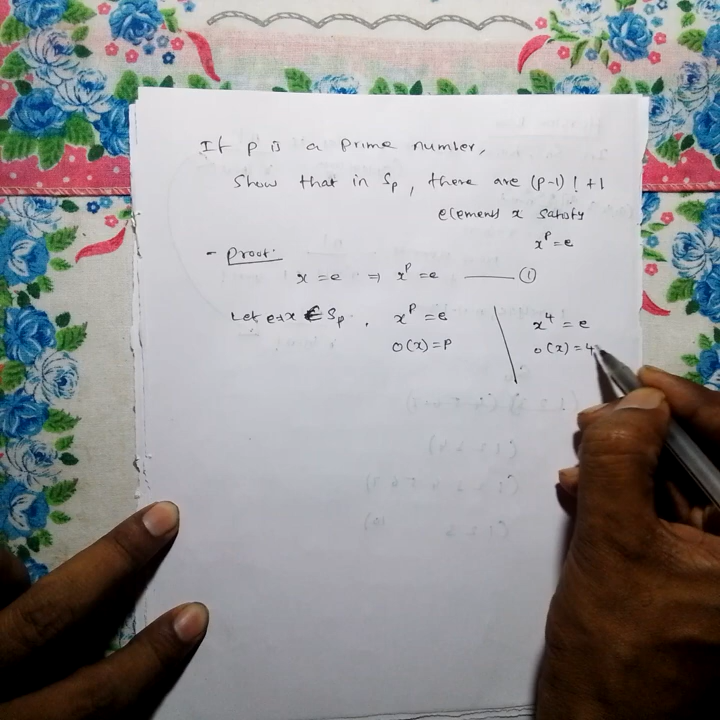 If p is a prime number,
Show that in Sp, there are (p-1)! +1
elements x satisfy
x^p = e
- Proof:
x = e ⇒ x^p = e ——— ①
Let e≠x ∈ Sp, x^p = e
x^4 = e
o(x) = p
o(x) = 4